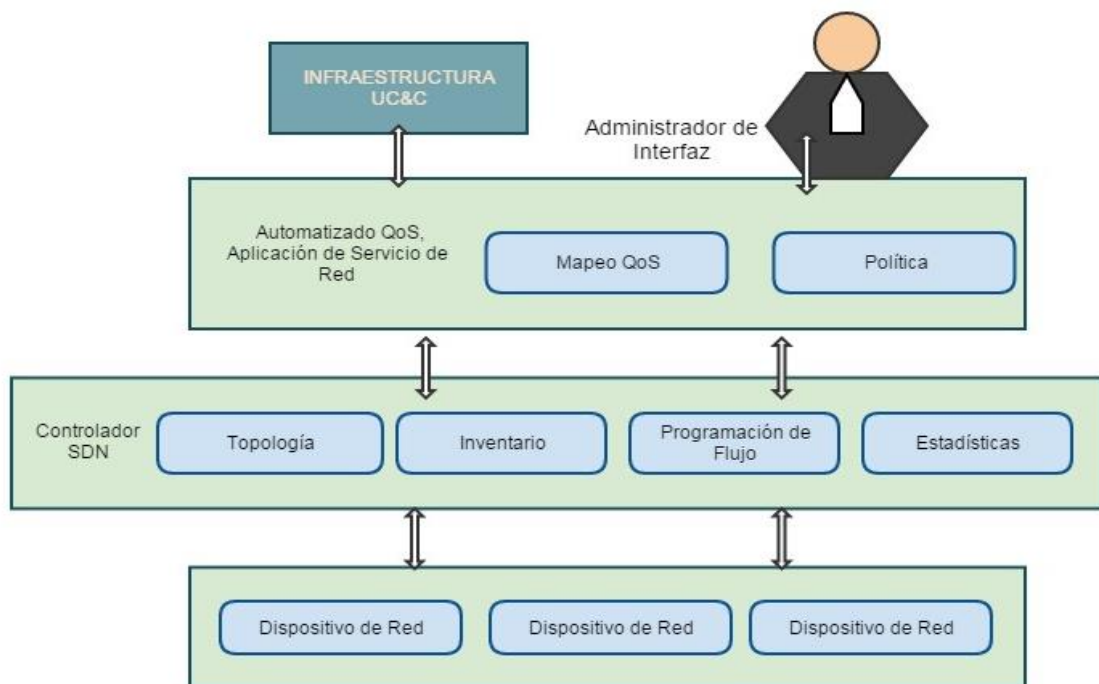 INFRAESTRUCTURA
UC&C
Administrador de
Interfaz
Automatizado QoS,
Aplicación de Servicio de
Red
Mapeo QoS
Política
Controlador
SDN
Topología
Inventario
Programación de
Flujo
Estadísticas
Dispositivo de Red
Dispositivo de Red
Dispositivo de Red